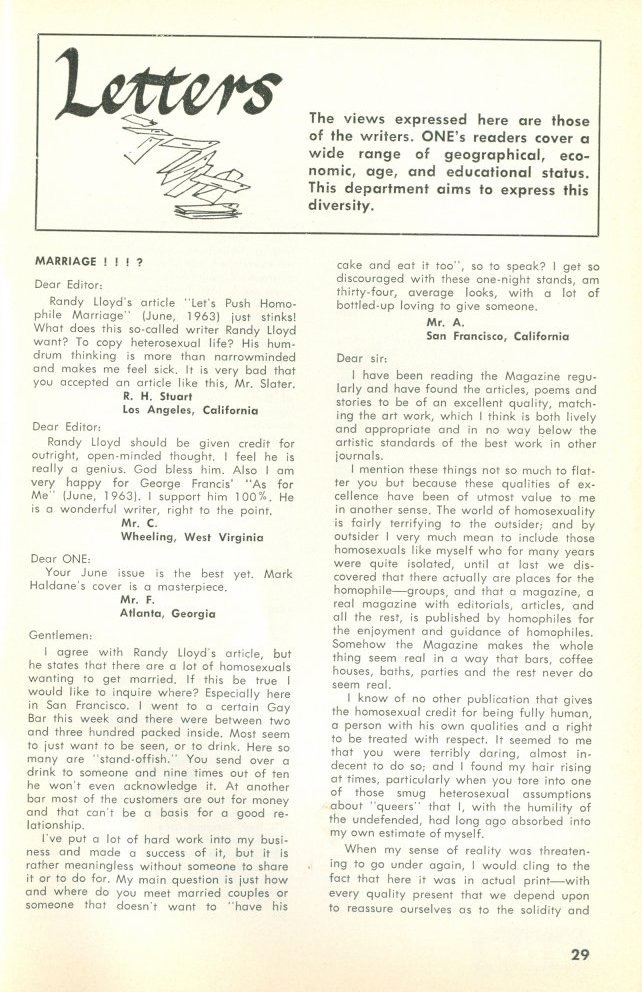 Letters
The views expressed here are those
of the writers. ONE's readers cover a
wide range of geographical, eco-
nomic, age, and educational status.
This department aims to express this
diversity.
MARRIAGE ! ! ! ?
Dear Editor:
Randy Lloyd's article "Let's Push Homo-
phile Marriage" (June, 1963) just stinks!
What does this so-called writer Randy Lloyd
want? To copy heterosexual life? His hum-
drum thinking is more than narrowminded
and makes me feel sick. It is very bad that
you accepted an article like this, Mr. Slater.
R. H. Stuart
Los Angeles, California
Dear Editor:
Randy Lloyd should be given credit for
outright, open-minded thought. I feel he is
really a genius. God bless him. Also I am
very happy for George Francis' "As for
Me" (June, 1963). I support him 100%. He
is a wonderful writer, right to the point.
Mr. C.
Wheeling, West Virginia
Dear ONE:
Your June issue is the best yet. Mark
Haldane's cover is a masterpiece.
Mr. F.
Atlanta, Georgia
Gentlemen:
I agree with Randy Lloyd's article, but
he states that there are a lot of homosexuals
wanting to get married. If this be true I
would like to inquire where? Especially here
in San Francisco. I went to a certain Gay
Bar this week and there were between two
and three hundred packed inside. Most seem
to just want to be seen, or to drink. Here so
many are "stand-offish." You send over a
drink to someone and nine times out of ten
he won't even acknowledge it. At another
bar most of the customers are out for money
and that can't be a basis for a good re-
lationship.
I've put a lot of hard work into my busi-
ness and made a success of it, but it is
rather meaningless without someone to share
it or to do for. My main question is just how
and where do you meet married couples or
someone that doesn't want to "have his
cake and eat it too", so to speak? I get so
discouraged with these one-night stands, am
thirty-four, average looks, with a lot of
bottled-up loving to give someone.
Mr. A.
San Francisco, California
Dear sir:
I have been reading the Magazine regu-
larly and have found the articles, poems and
stories to be of an excellent quality, match-
ing the art work, which I think is both lively
and appropriate and in no way below the
artistic standards of the best work in other
journals.
I mention these things not so much to flat-
ter you but because these qualities of ex-
cellence have been of utmost value to me
in another sense. The world of homosexuality
is fairly terrifying to the outsider; and by
outsider I very much mean to include those
homosexuals like myself who for many years
were quite isolated, until at last we dis-
covered that there actually are places for the
homophile—groups, and that a magazine, a
real magazine with editorials, articles, and
all the rest, is published by homophiles for
the enjoyment and guidance of homophiles.
Somehow the Magazine makes the whole
thing seem real in a way that bars, coffee
houses, baths, parties and the rest never do
seem real.
I know of no other publication that gives
the homosexual credit for being fully human,
a person with his own qualities and a right
to be treated with respect. It seemed to me
that you were terribly daring, almost in-
decent to do so; and I found my hair rising
at times, particularly when you tore into one
of those smug heterosexual assumptions
about "queers" that I, with the humility of
the undefended, had long ago absorbed into
my own estimate of myself.
When my sense of reality was threaten-
ing to go under again, I would cling to the
fact that here it was in actual print—with
every quality present that we depend upon
to reassure ourselves as to the solidity and
29